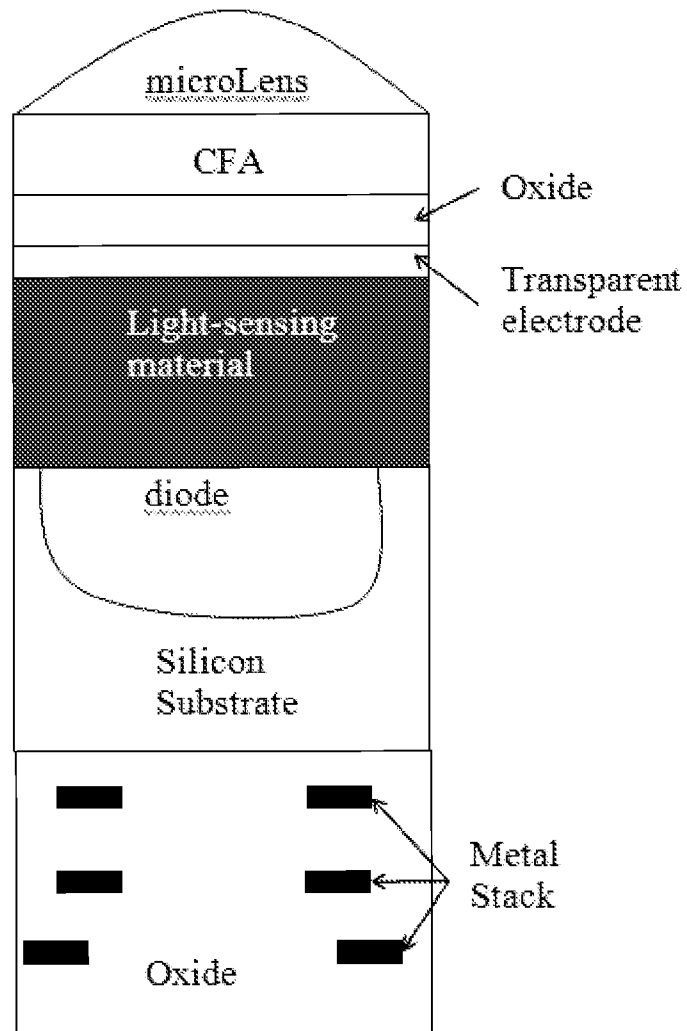 microLens
CFA
Oxide
Transparent
electrode
Light-sensing
material
diode
Silicon
Substrate
Metal
Stack
Oxide